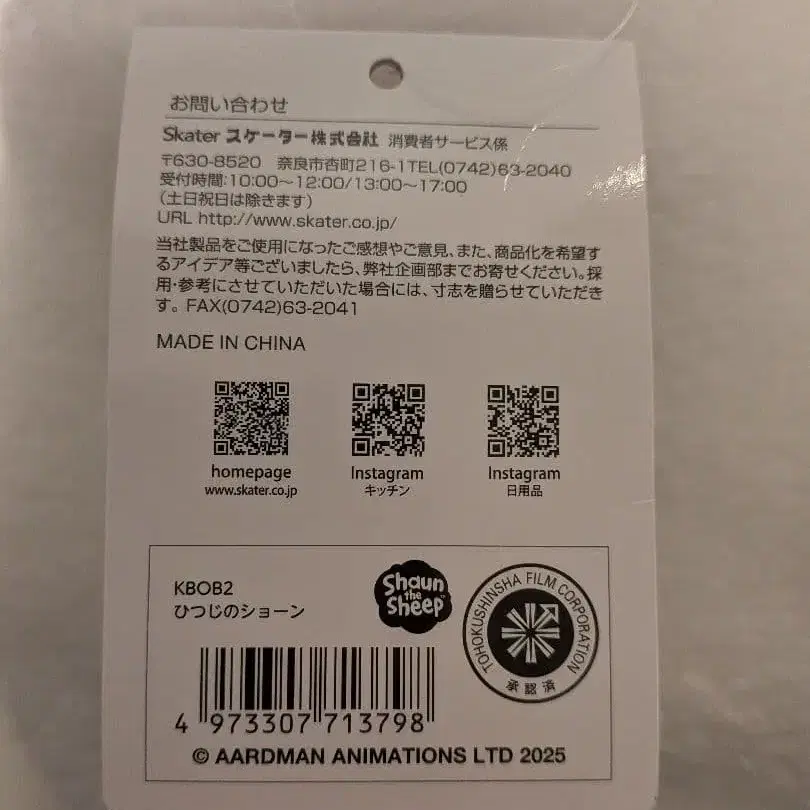 お問い合わせ
Skater スケーター株式会社 消費者サービス係
〒630-8520 奈良市杏町216-1TEL(0742)63-2040
受付時間:10:00～12:00/13:00～17:00
(土日祝日は除きます)
URL http://www.skater.co.jp/
当社製品をご使用になったご感想やご意見、また、商品化を希望す
るアイデア等ございましたら、弊社企画部までお寄せください。採
用・参考にさせていただいた場合には、寸志を贈らせていただきま
す。FAX(0742)63-2041
MADE IN CHINA
homepage
www.skater.co.jp
Instagram
キッチン
Instagram
日用品
KBOB2
ひつじのショーン
Shaun
the
Sheep
TM
TOHOKUSHINSHA FILM CORPORATION
承認済
4 973307 713798
© AARDMAN ANIMATIONS LTD 2025